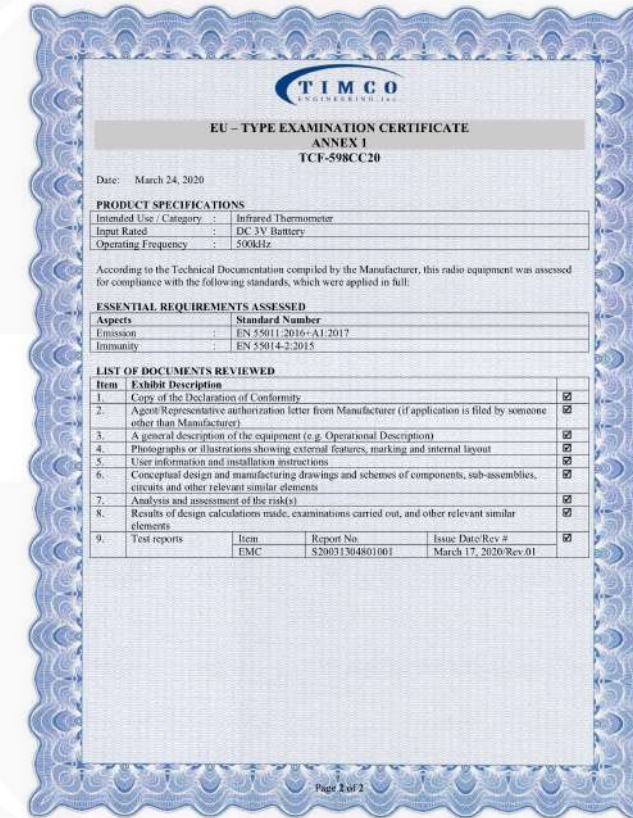 TIMCO
ENGINEERING, Inc
EU – TYPE EXAMINATION CERTIFICATE
ANNEX 1
TCF-598CC20
Date: March 24, 2020
PRODUCT SPECIFICATIONS
Intended Use / Category : Infrared Thermometer
Input Rated : DC 3V Batttery
Operating Frequency : 500kHz
According to the Technical Documentation compiled by the Manufacturer, this radio equipment was assessed
for compliance with the following standards, which were applied in full:
ESSENTIAL REQUIREMENTS ASSESSED
Aspects Standard Number
Emission : EN 55011:2016+A1:2017
Immunity : EN 55014-2:2015
LIST OF DOCUMENTS REVIEWED
Item Exhibit Description
1. Copy of the Declaration of Conformity ☑
2. Agent/Representative authorization letter from Manufacturer (if application is filed by someone ☑
other than Manufacturer)
3. A general description of the equipment (e.g. Operational Description) ☑
4. Photographs or illustrations showing external features, marking and internal layout ☑
5. User information and installation instructions ☑
6. Conceptual design and manufacturing drawings and schemes of components, sub-assemblies, ☑
circuits and other relevant similar elements
7. Analysis and assessment of the risk(s) ☑
8. Results of design calculations made, examinations carried out, and other relevant similar ☑
elements
9. Test reports Item Report No. Issue Date/Rev # ☑
EMC S20031304801001 March 17, 2020/Rev.01
Page 2 of 2